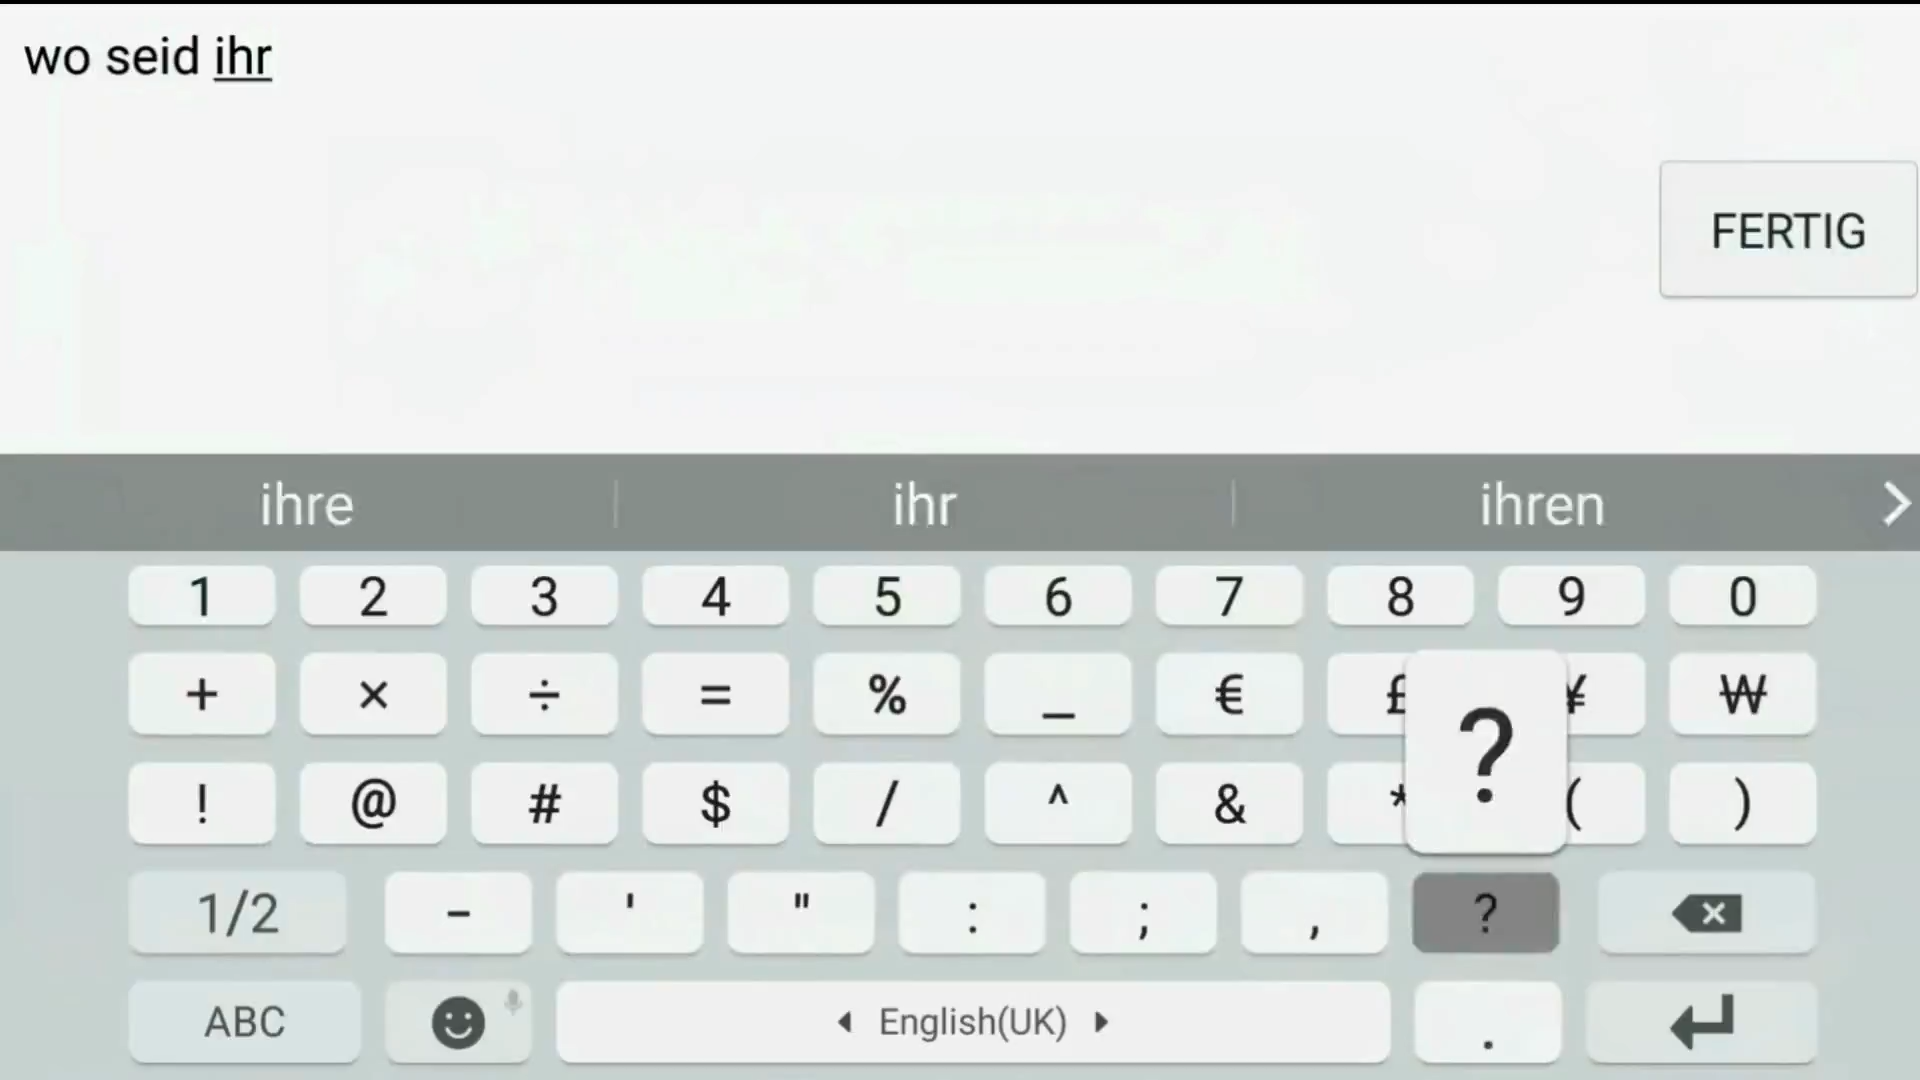 wo seid ihr
FERTIG
ihre ihr ihren
1 2 3 4 5 6 7 8 9 0
+ × ÷ = % _ € £ ¥ ₩
?
! @ # $ / ^ & * ( )
1/2 - ' " : ; , ?
ABC English(UK) .